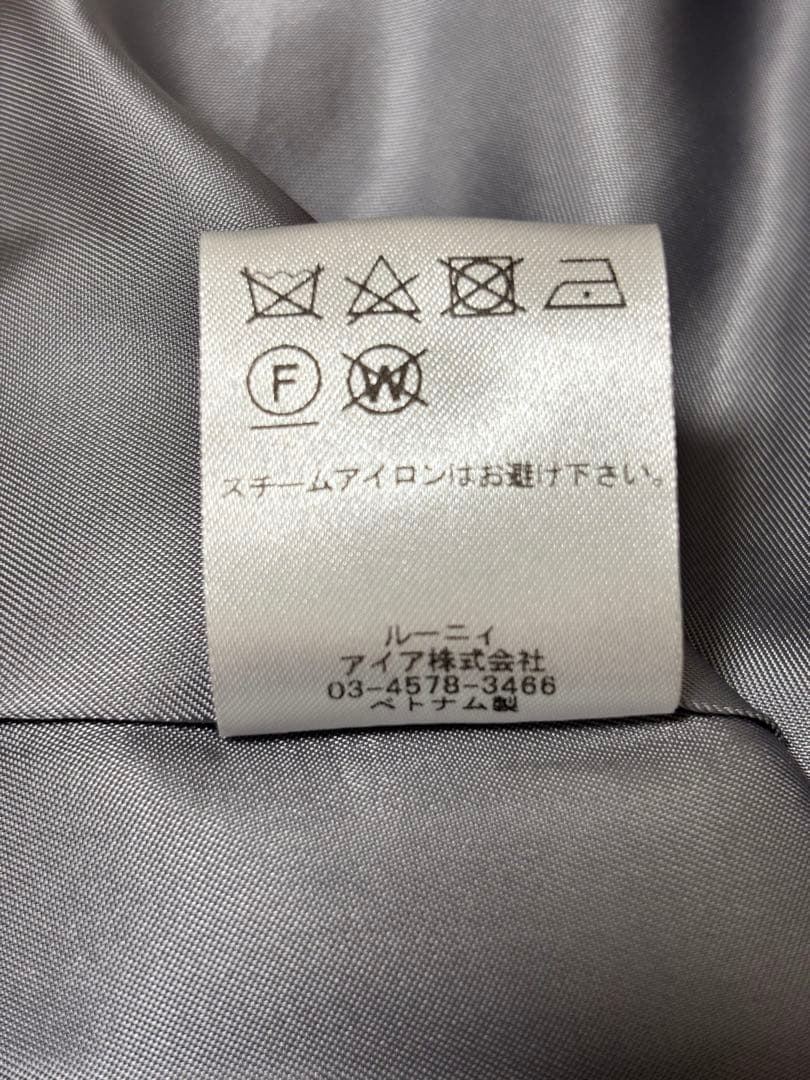 F W
スチームアイロンはお避け下さい。
ルーニィ
アイア株式会社
03-4578-3466
ベトナム製